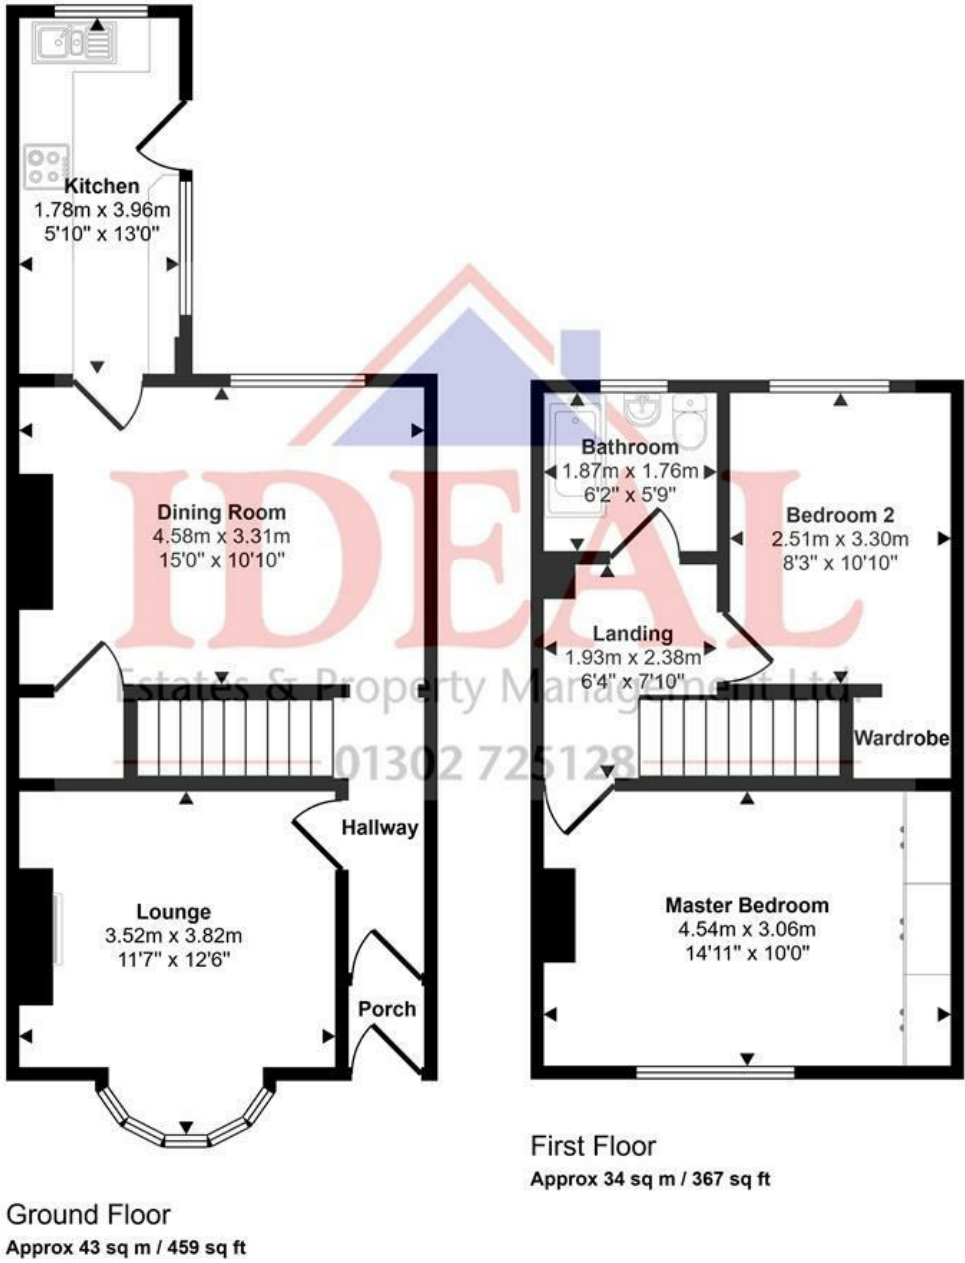 Kitchen
1.78m x 3.96m
5'10" x 13'0"
Dining Room
4.58m x 3.31m
15'0" x 10'10"
Bathroom
1.87m x 1.76m
6'2" x 5'9"
Bedroom 2
2.51m x 3.30m
8'3" x 10'10"
IDEAL
Landing
1.93m x 2.38m
6'4" x 7'10"
Estates & Property Management Ltd.
01302 725128
Wardrobe
Hallway
Lounge
3.52m x 3.82m
11'7" x 12'6"
Master Bedroom
4.54m x 3.06m
14'11" x 10'0"
Porch
First Floor
Approx 34 sq m / 367 sq ft
Ground Floor
Approx 43 sq m / 459 sq ft